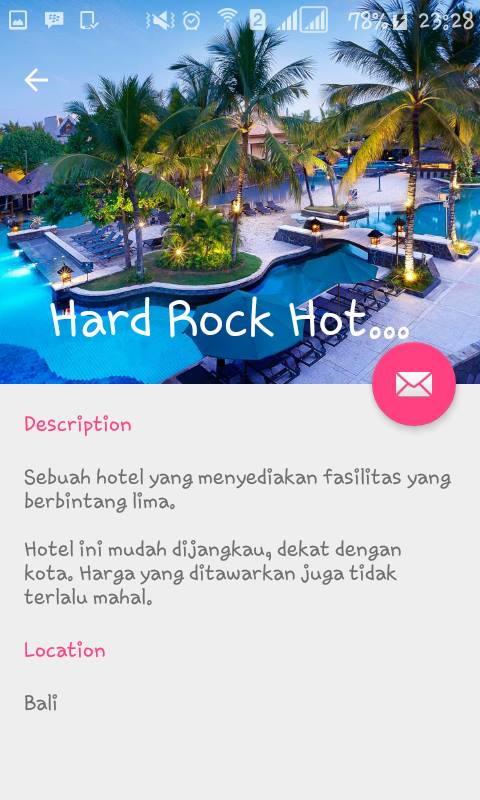 2 78% 23:28
Hard Rock Hot...
Description
Sebuah hotel yang menyediakan fasilitas yang
berbintang lima.
Hotel ini mudah dijangkau, dekat dengan
kota. Harga yang ditawarkan juga tidak
terlalu mahal.
Location
Bali